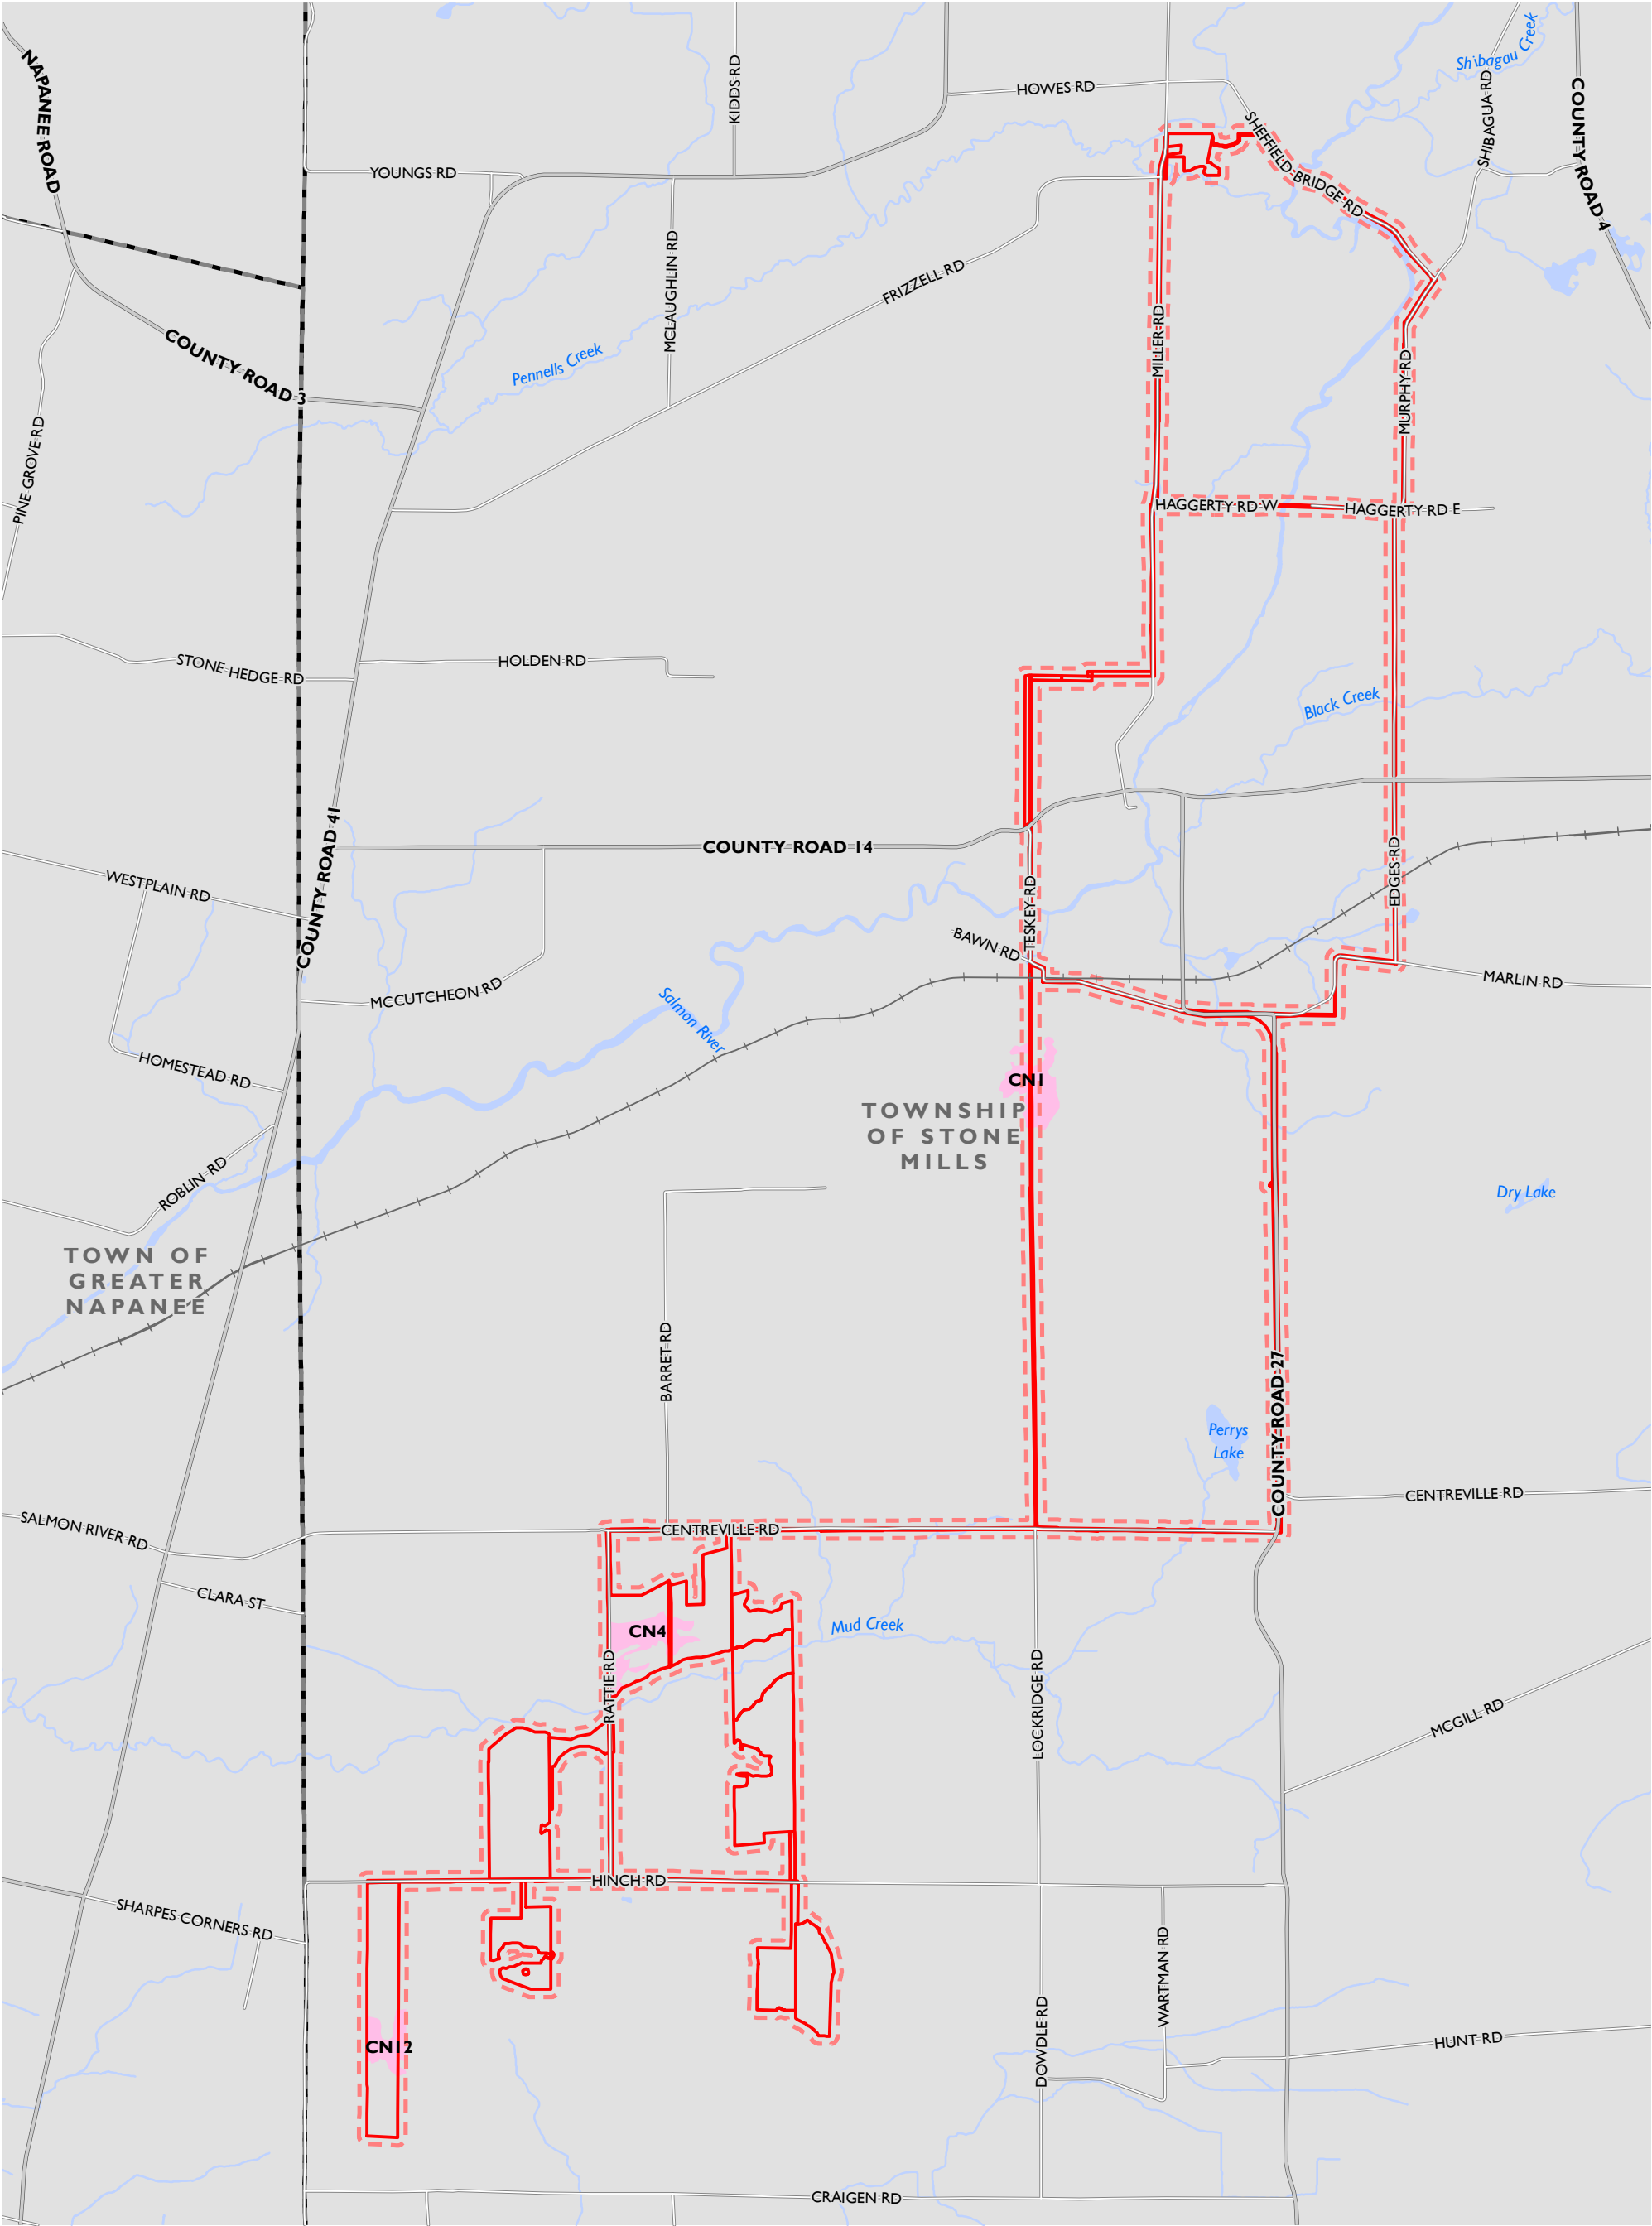 Shibagau Creek
NAPANEE ROAD
KIDDS RD
HOWES RD
SHIBAGUA RD
COUNTY ROAD 4
SHEFFIELD BRIDGE RD
YOUNGS RD
MCLAUGHLIN RD
FRIZZELL RD
MILLER RD
COUNTY ROAD 3
Pennells Creek
MURPHY RD
PINE GROVE RD
HAGGERTY RD W
HAGGERTY RD E
STONE HEDGE RD
HOLDEN RD
Black Creek
COUNTY ROAD 41
COUNTY ROAD 14
WESTPLAIN RD
EDGES RD
TESKEY RD
BAWN RD
MARLIN RD
MCCUTCHEON RD
Salmon River
HOMESTEAD RD
CN1
TOWNSHIP
OF STONE
MILLS
ROBLIN RD
Dry Lake
TOWN OF
GREATER
NAPANEE
BARRET RD
COUNTY ROAD 27
Perrys
Lake
CENTREVILLE RD
SALMON RIVER RD
CENTREVILLE RD
CLARA ST
CN4
Mud Creek
RATTIE RD
LOCKRIDGE RD
MCGILL RD
HINCH RD
SHARPES CORNERS RD
WARTMAN RD
DOWDLE RD
CN12
HUNT RD
CRAIGEN RD